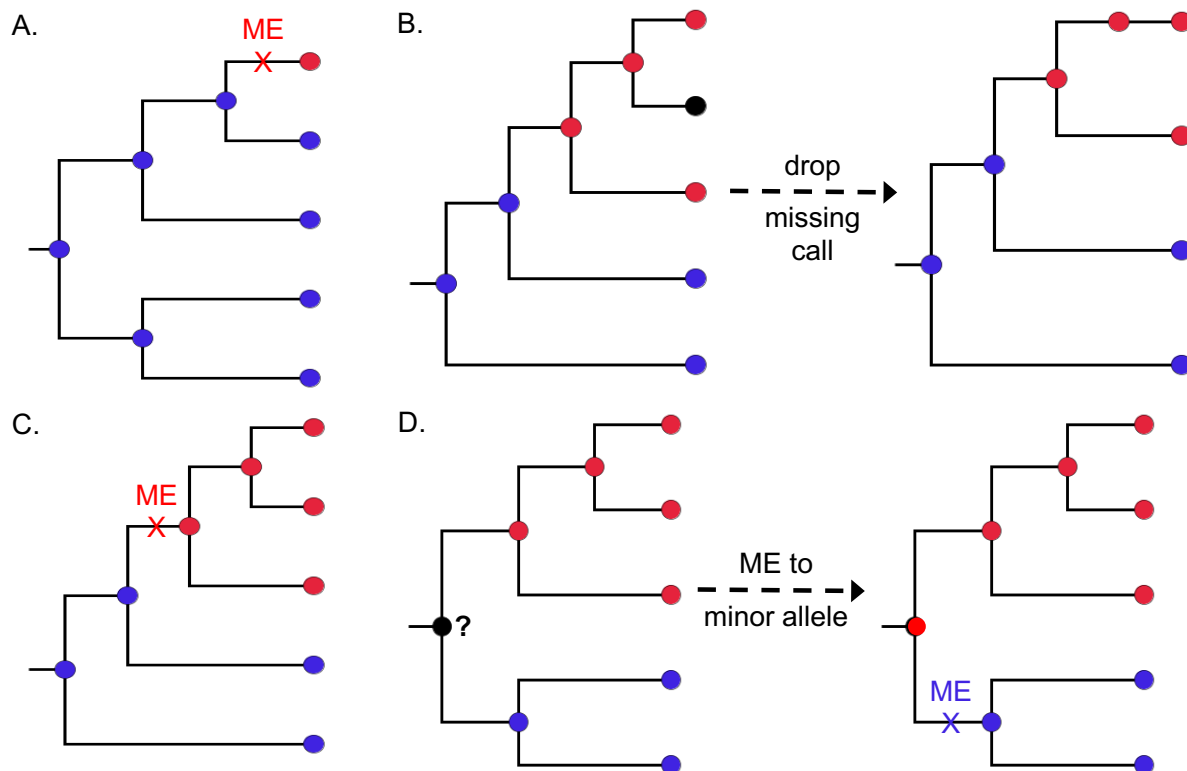 A.
ME
X
B.
drop
missing
call
C.
ME
X
D.
?
ME to
minor allele
ME
X